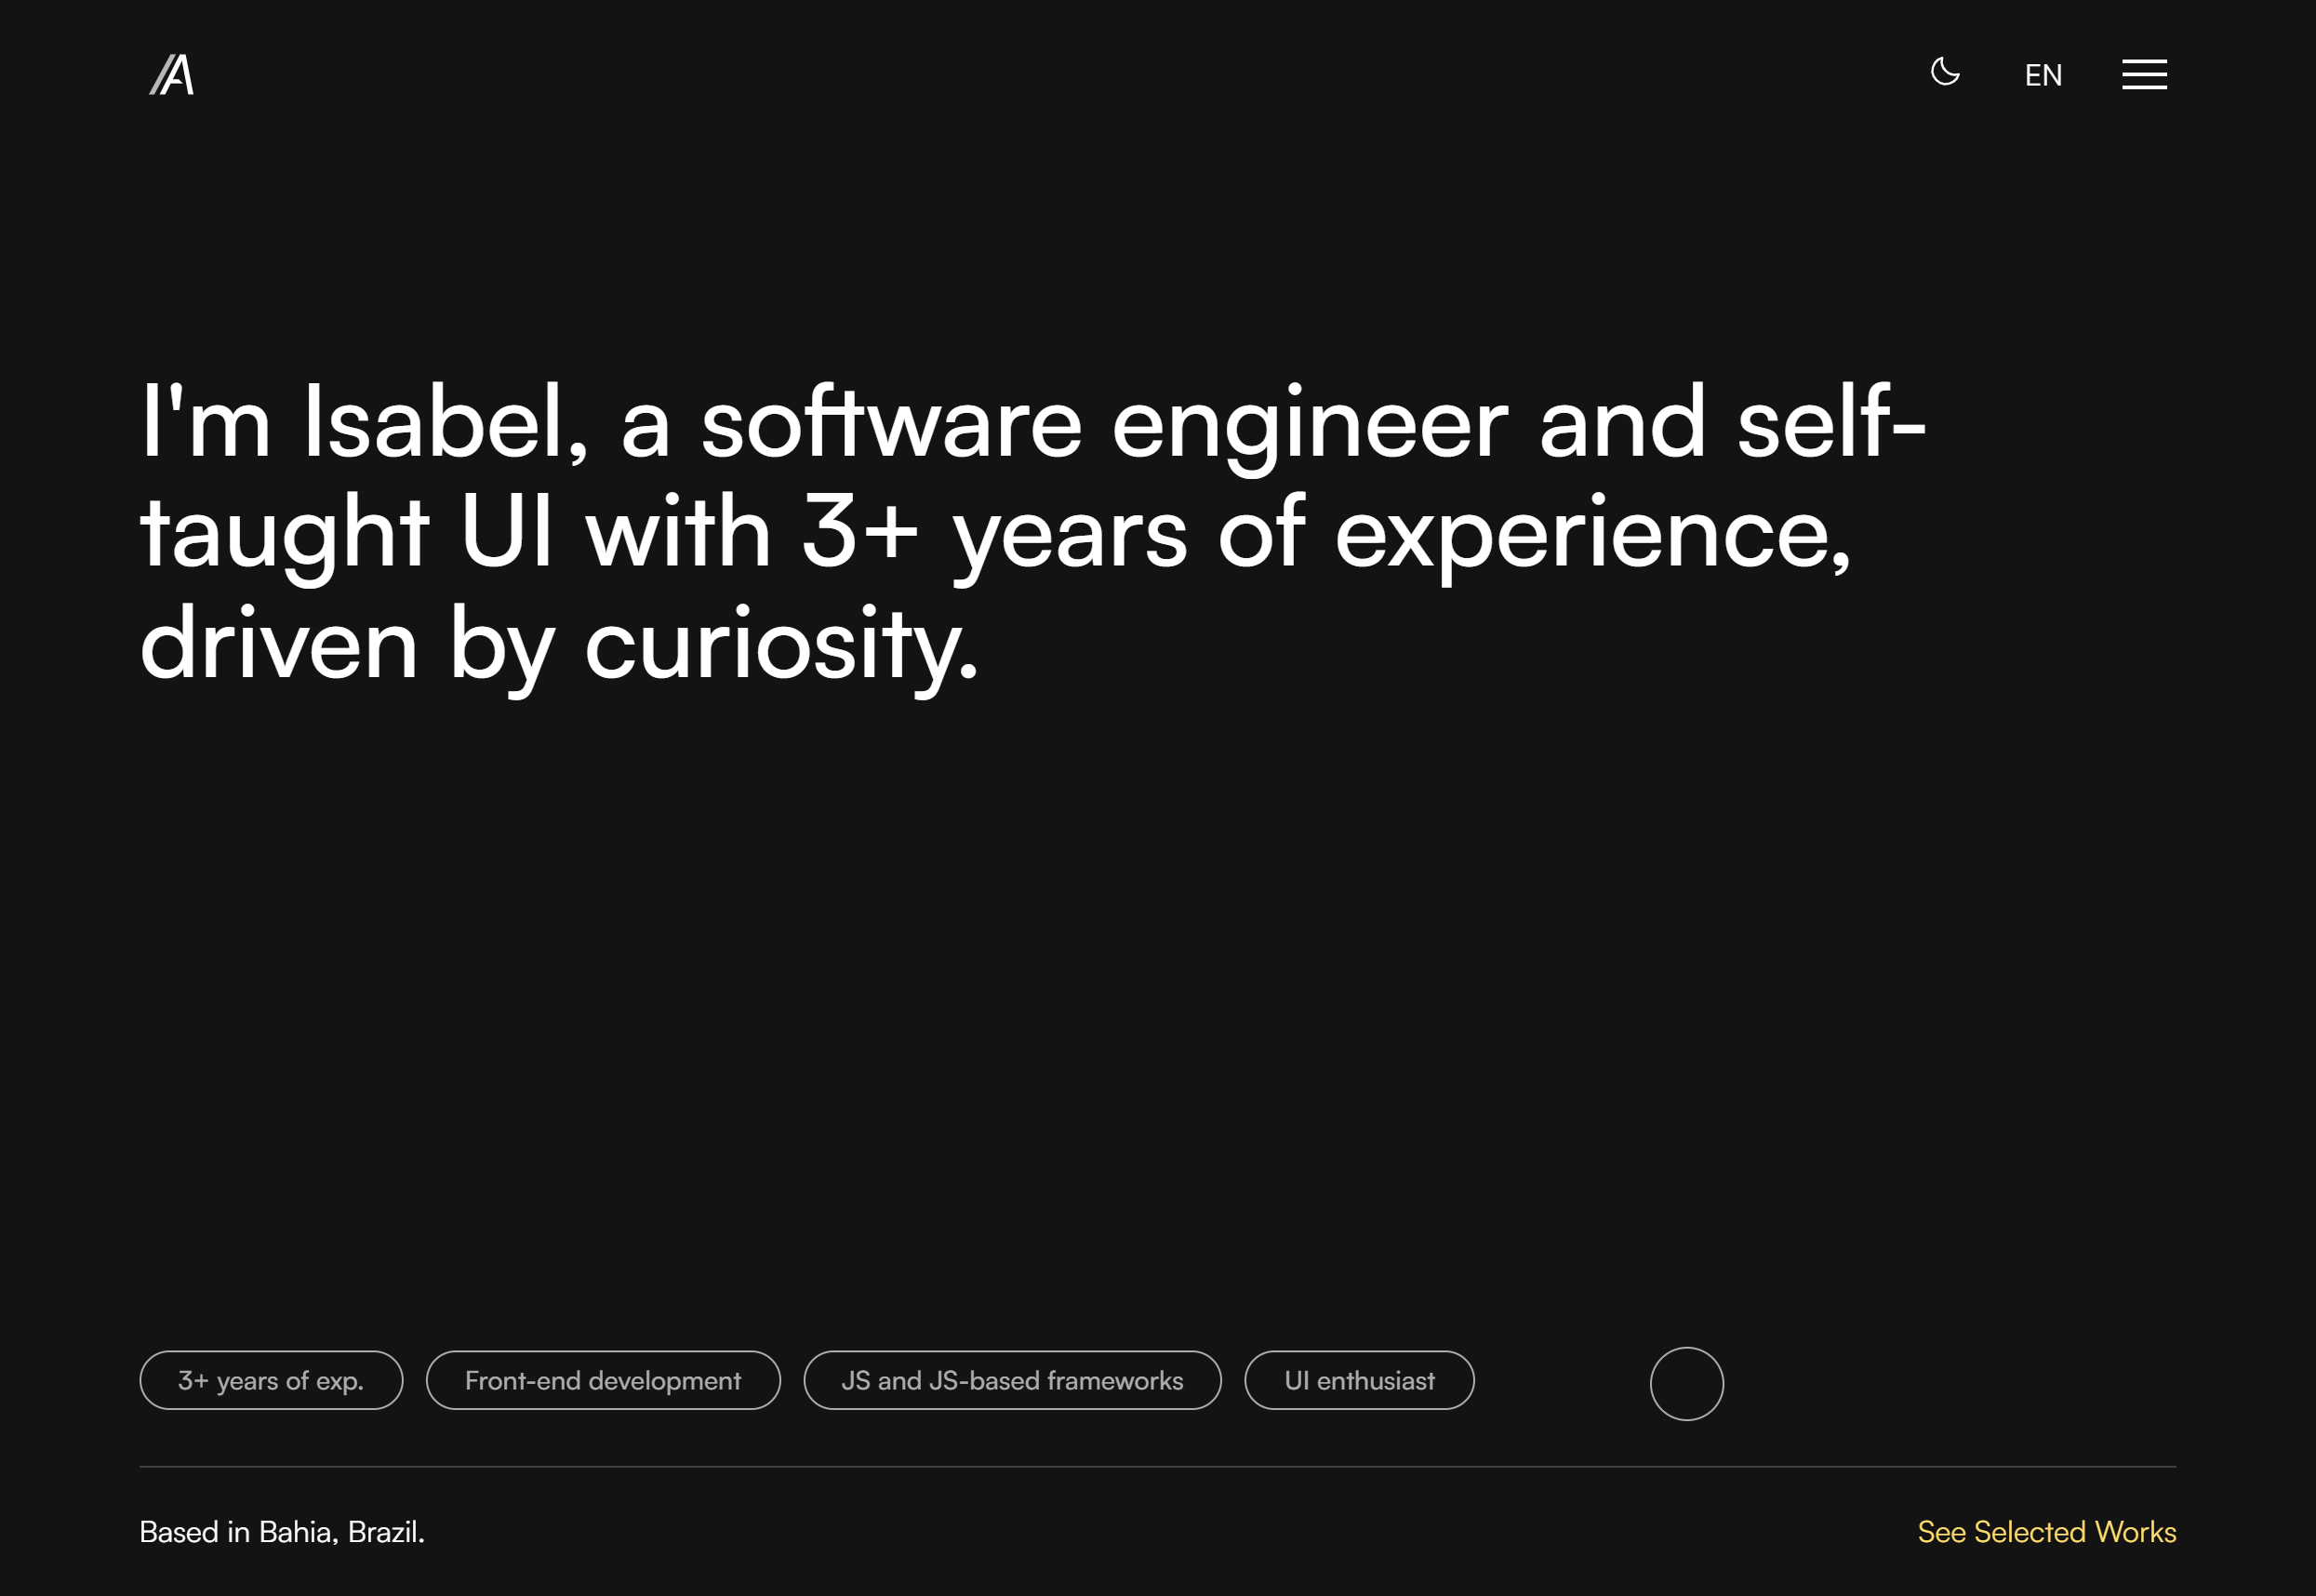 EN
I'm Isabel, a software engineer and self-
taught UI with 3+ years of experience,
driven by curiosity.
3+ years of exp.
Front-end development
JS and JS-based frameworks
UI enthusiast
Based in Bahia, Brazil.
See Selected Works